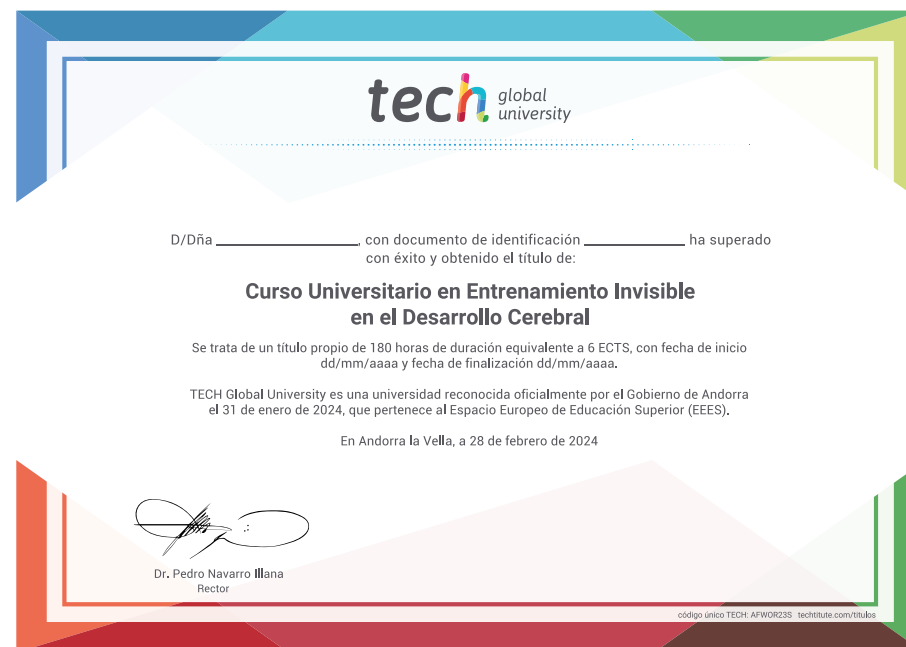 tech global university
D/Dña ____________, con documento de identificación ____________ ha superado
con éxito y obtenido el título de:
Curso Universitario en Entrenamiento Invisible
en el Desarrollo Cerebral
Se trata de un título propio de 180 horas de duración equivalente a 6 ECTS, con fecha de inicio
dd/mm/aaaa y fecha de finalización dd/mm/aaaa.
TECH Global University es una universidad reconocida oficialmente por el Gobierno de Andorra
el 31 de enero de 2024, que pertenece al Espacio Europeo de Educación Superior (EEES).
En Andorra la Vella, a 28 de febrero de 2024
Dr. Pedro Navarro Illana
Rector
código único TECH: AFWOR23S techtitute.com/titulos